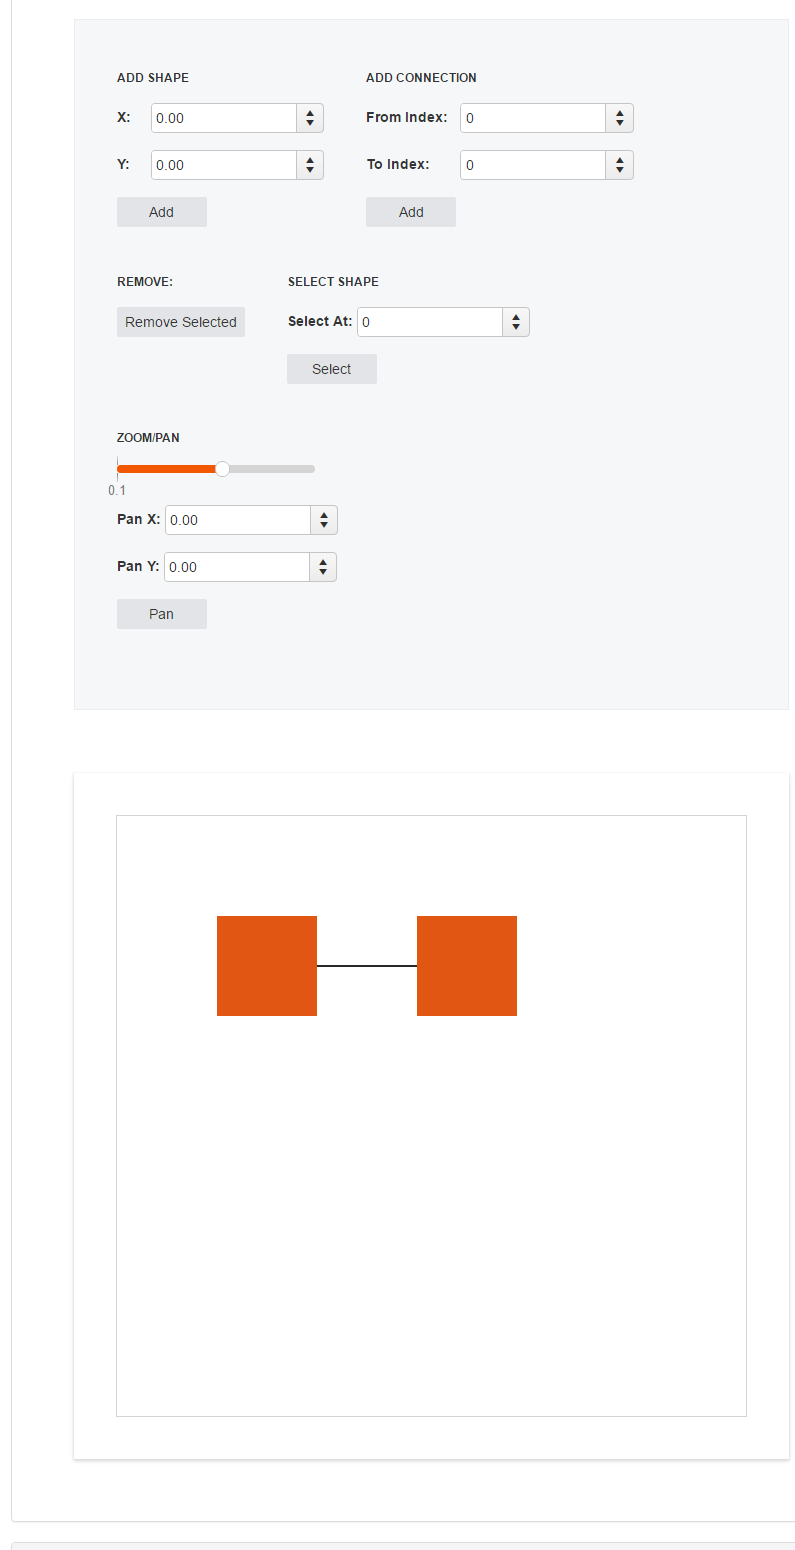 ADD SHAPE ADD CONNECTION
X: 0.00 From Index: 0
Y: 0.00 To Index: 0
Add Add
REMOVE: SELECT SHAPE
Remove Selected Select At: 0
Select
ZOOM/PAN
0.1
Pan X: 0.00
Pan Y: 0.00
Pan